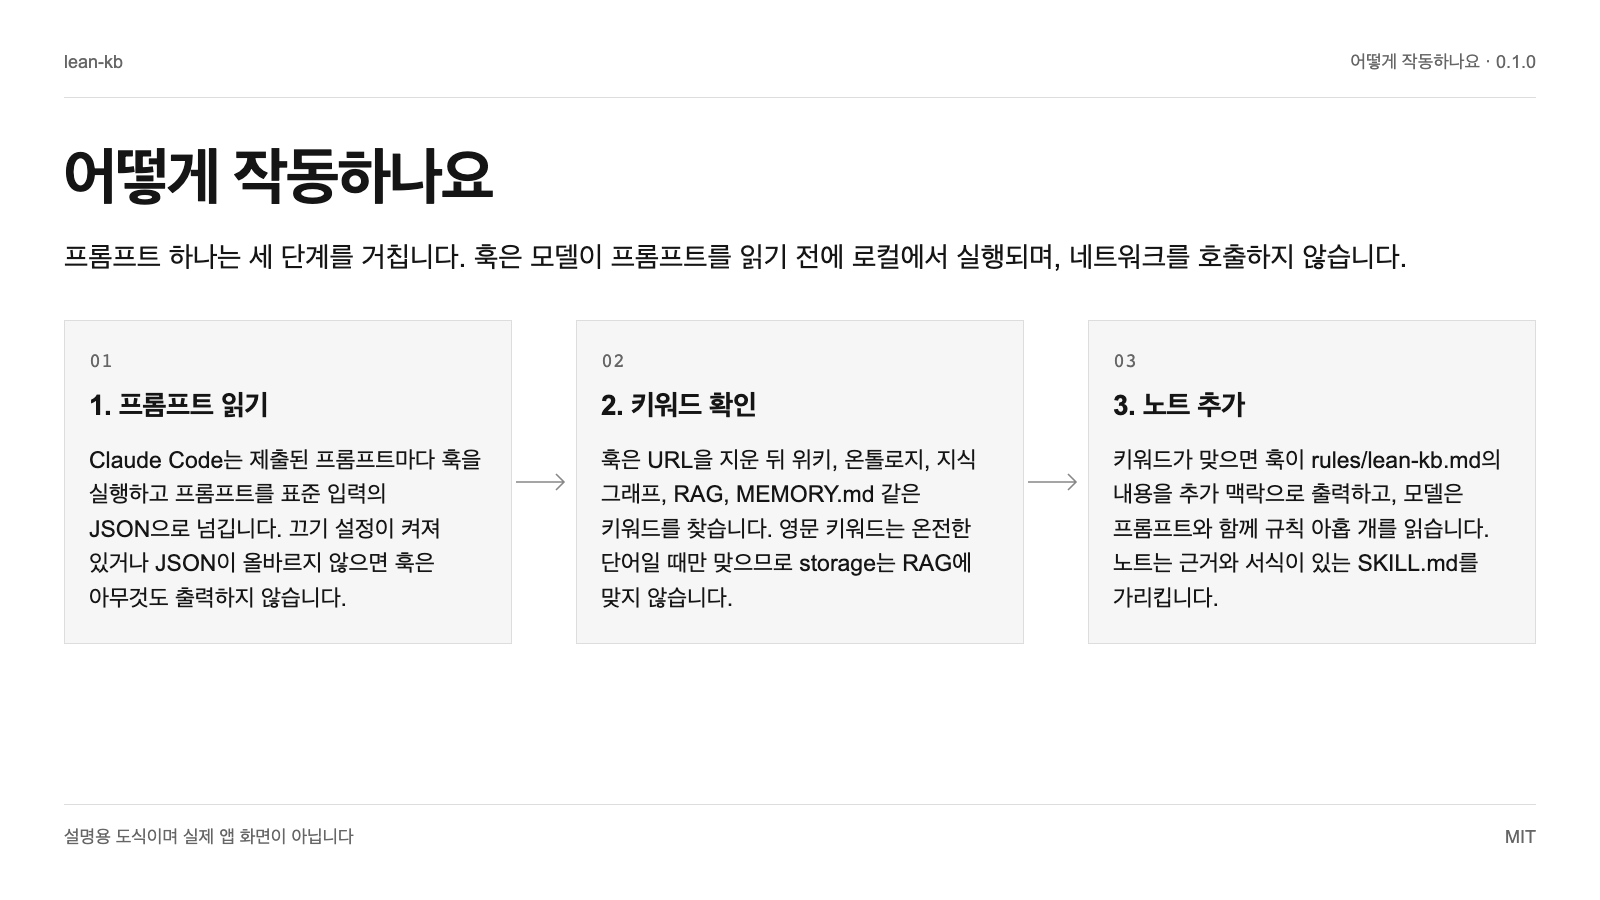 lean-kb
어떻게 작동하나요 · 0.1.0
어떻게 작동하나요
프롬프트 하나는 세 단계를 거칩니다. 훅은 모델이 프롬프트를 읽기 전에 로컬에서 실행되며, 네트워크를 호출하지 않습니다.
01
1. 프롬프트 읽기
Claude Code는 제출된 프롬프트마다 훅을
실행하고 프롬프트를 표준 입력의
JSON으로 넘깁니다. 끄기 설정이 켜져
있거나 JSON이 올바르지 않으면 훅은
아무것도 출력하지 않습니다.
02
2. 키워드 확인
훅은 URL을 지운 뒤 위키, 온톨로지, 지식
그래프, RAG, MEMORY.md 같은
키워드를 찾습니다. 영문 키워드는 온전한
단어일 때만 맞으므로 storage는 RAG에
맞지 않습니다.
03
3. 노트 추가
키워드가 맞으면 훅이 rules/lean-kb.md의
내용을 추가 맥락으로 출력하고, 모델은
프롬프트와 함께 규칙 아홉 개를 읽습니다.
노트는 근거와 서식이 있는 SKILL.md를
가리킵니다.
설명용 도식이며 실제 앱 화면이 아닙니다
MIT